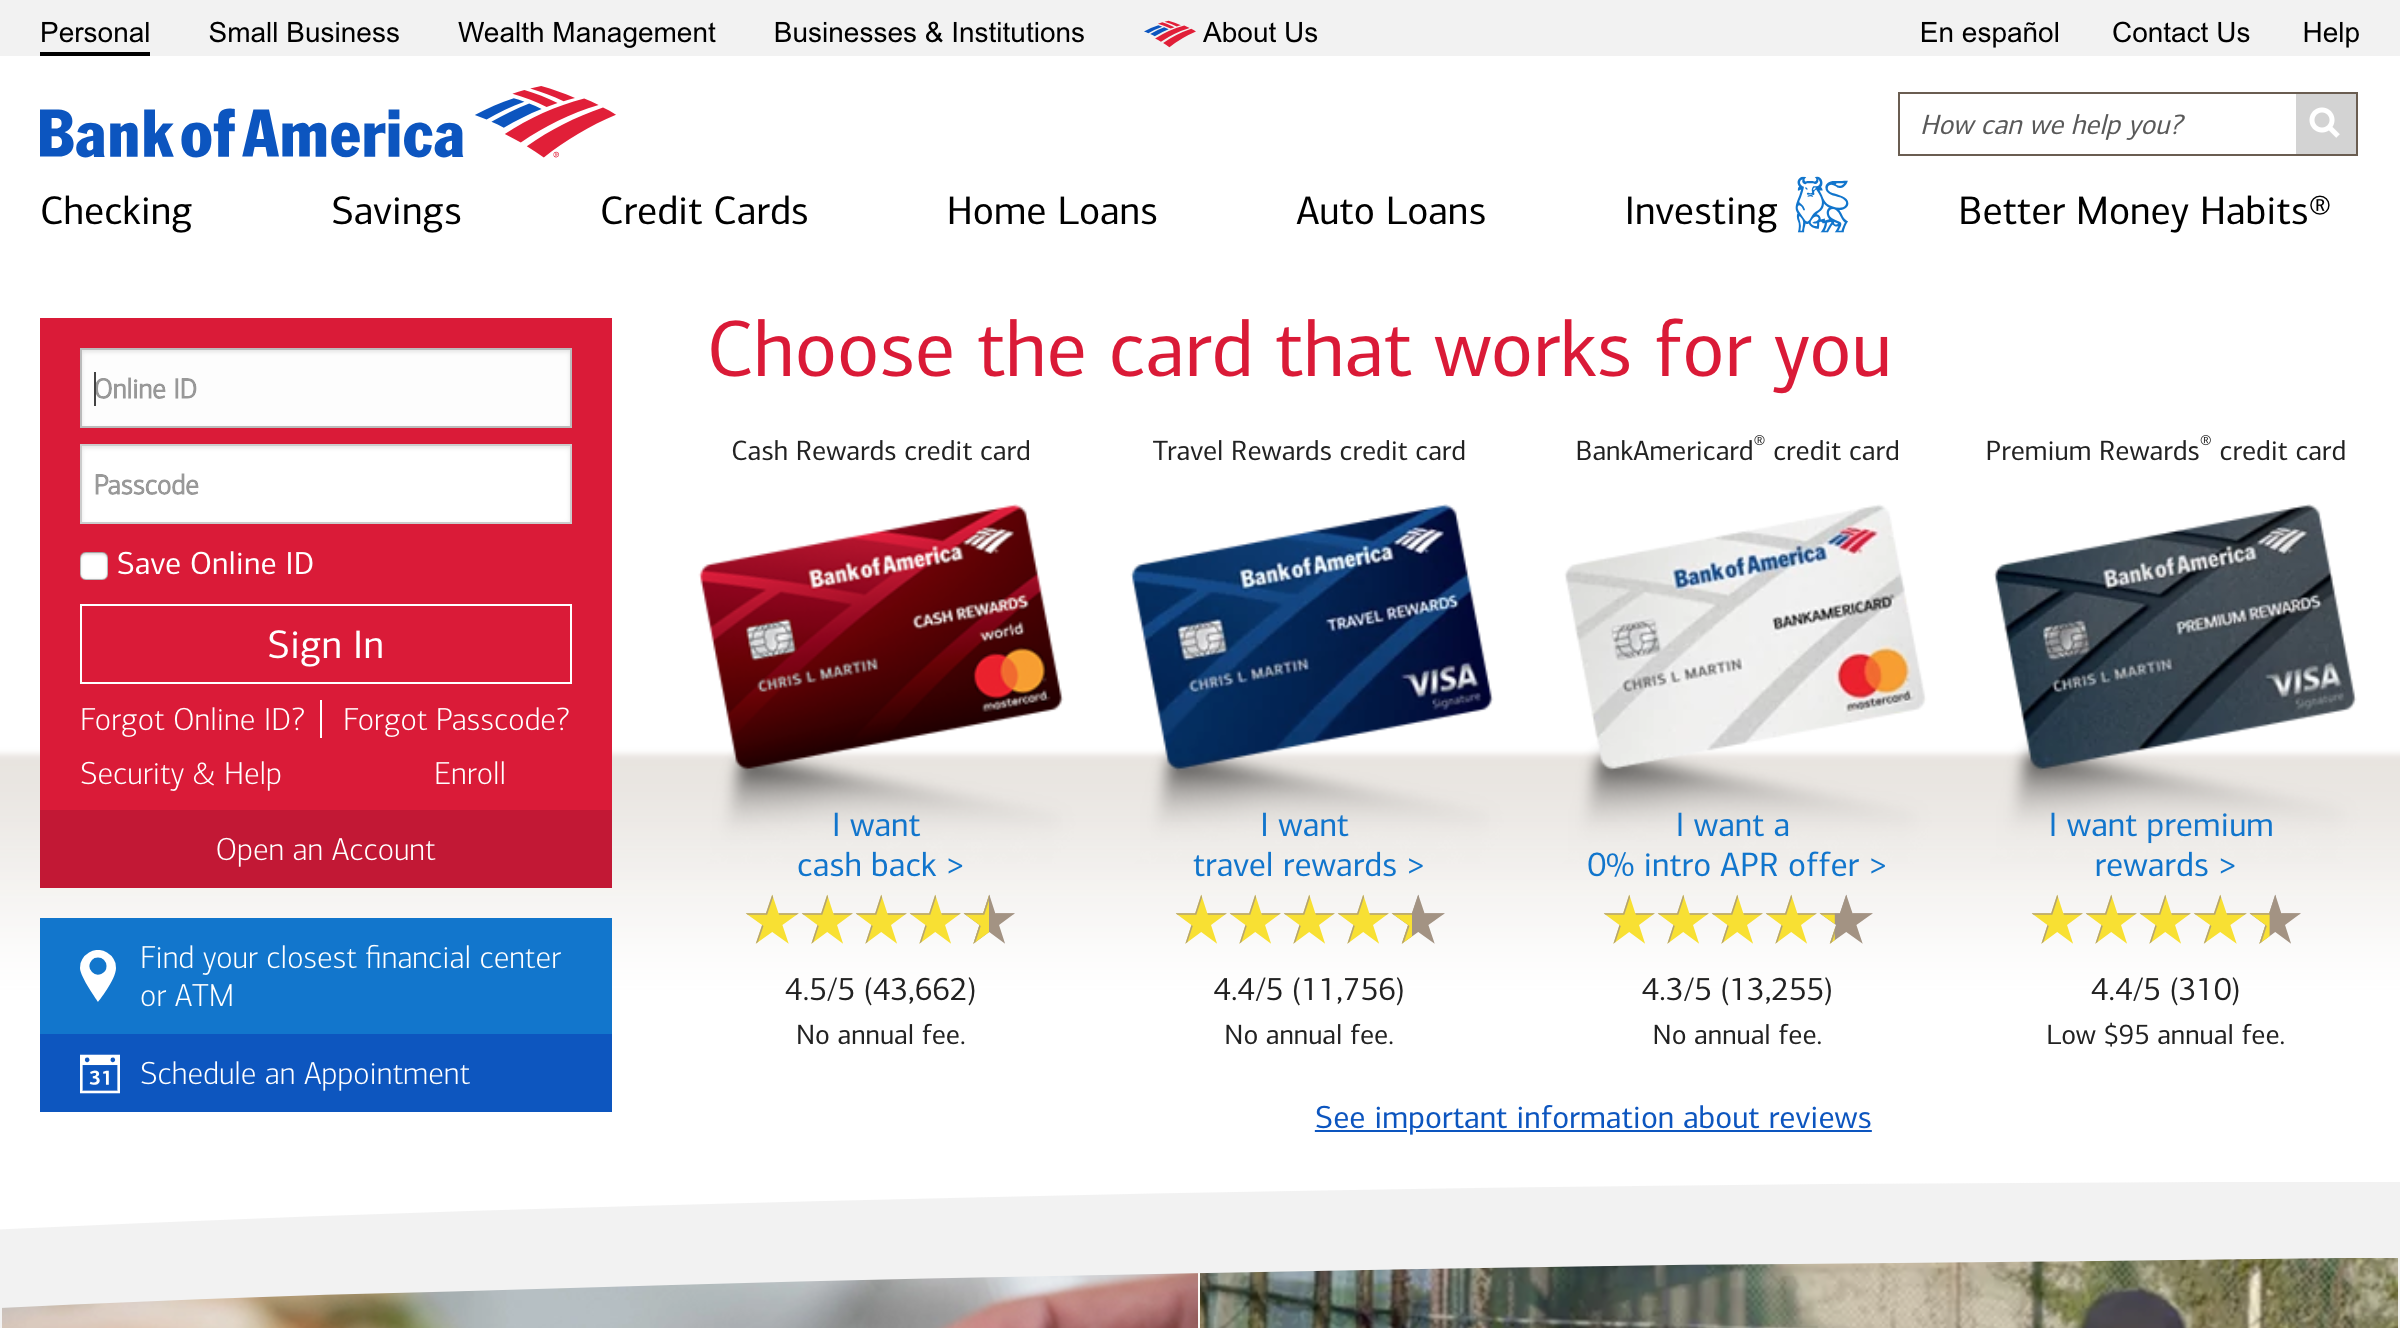 Personal Small Business Wealth Management Businesses & Institutions About Us En español Contact Us Help
Bank of America
How can we help you?
Checking Savings Credit Cards Home Loans Auto Loans Investing Better Money Habits®
Online ID
Passcode
Save Online ID
Sign In
Forgot Online ID? Forgot Passcode?
Security & Help Enroll
Open an Account
Find your closest financial center
or ATM
31
Schedule an Appointment
Choose the card that works for you
Cash Rewards credit card
Bank of America
CASH REWARDS
world
CHRIS L MARTIN
mastercard
I want
cash back >
4.5/5 (43,662)
No annual fee.
Travel Rewards credit card
Bank of America
TRAVEL REWARDS
CHRIS L MARTIN
VISA
Signature
I want
travel rewards >
4.4/5 (11,756)
No annual fee.
BankAmericard® credit card
Bank of America
BANKAMERICARD®
CHRIS L MARTIN
mastercard
I want a
0% intro APR offer >
4.3/5 (13,255)
No annual fee.
Premium Rewards® credit card
Bank of America
PREMIUM REWARDS
CHRIS L MARTIN
VISA
Signature
I want premium
rewards >
4.4/5 (310)
Low $95 annual fee.
See important information about reviews